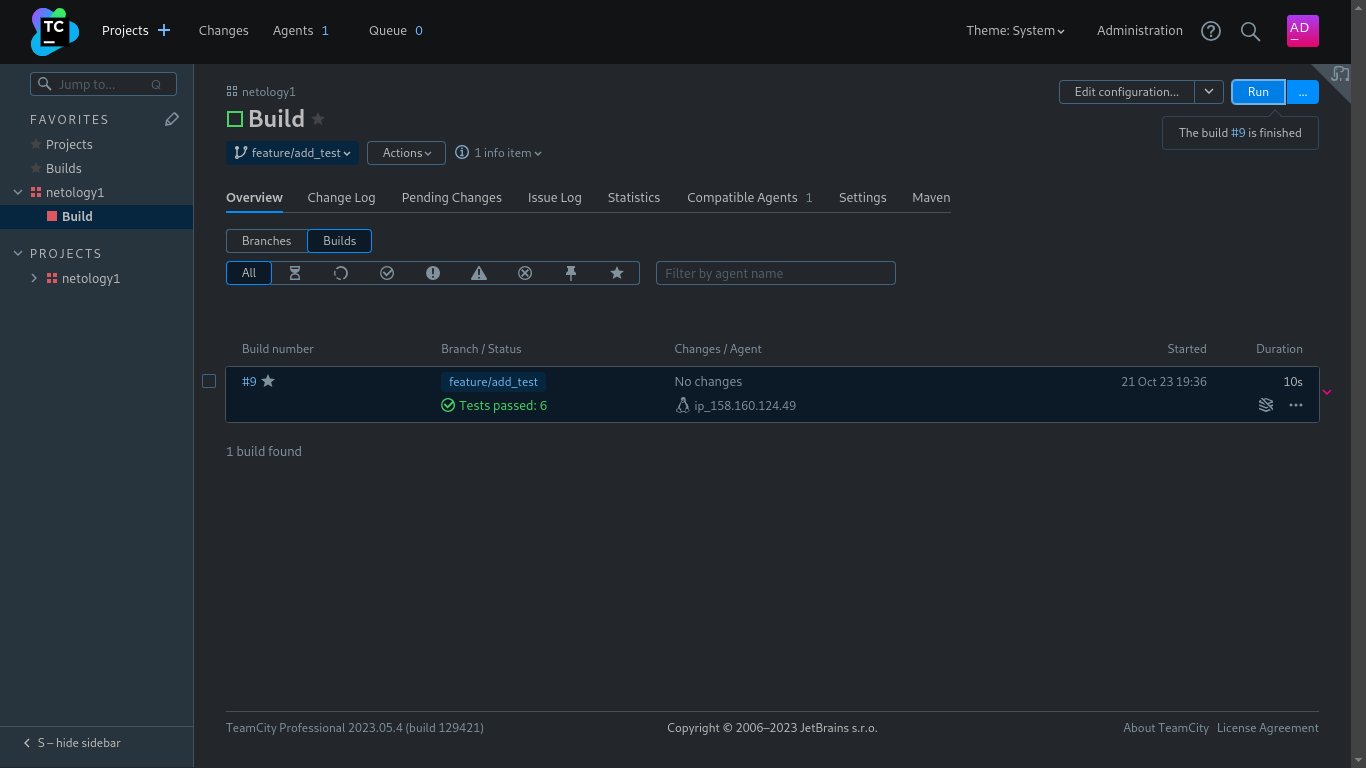 TC
Projects
Changes
Agents 1
Queue 0
Theme: System
Administration
AD
Jump to... Q
FAVORITES
Projects
Builds
netology1
Build
PROJECTS
netology1
S – hide sidebar
netology1
Edit configuration...
Run
...
Build
The build #9 is finished
feature/add_test
Actions
1 info item
Overview
Change Log
Pending Changes
Issue Log
Statistics
Compatible Agents 1
Settings
Maven
Branches
Builds
All
Filter by agent name
Build number
Branch / Status
Changes / Agent
Started
Duration
#9
feature/add_test
No changes
21 Oct 23 19:36
10s
Tests passed: 6
ip_158.160.124.49
1 build found
TeamCity Professional 2023.05.4 (build 129421)
Copyright © 2006–2023 JetBrains s.r.o.
About TeamCity
License Agreement